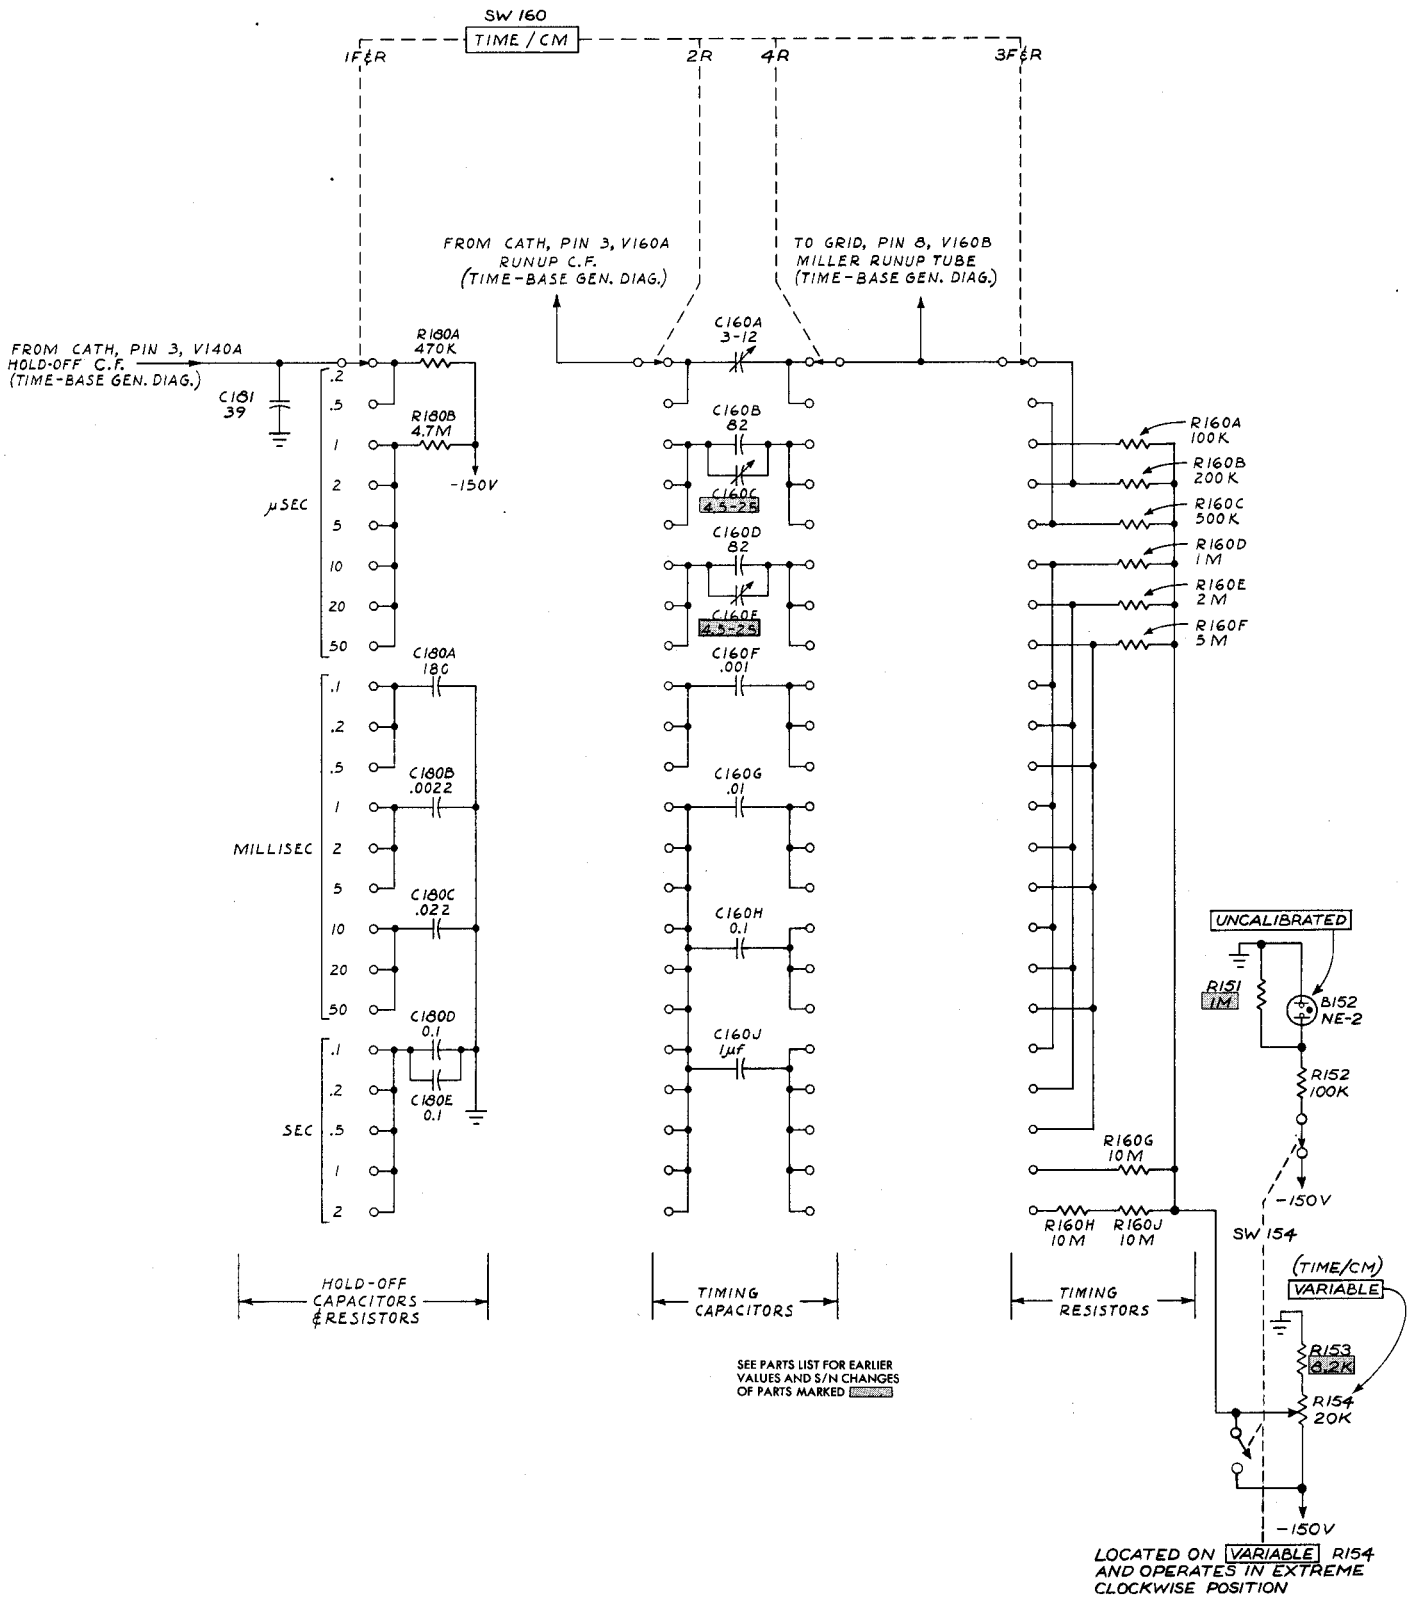 SW 160
TIME / CM
1F&R
2R
4R
3F&R
FROM CATH, PIN 3, V160A
RUNUP C.F.
(TIME-BASE GEN. DIAG.)
TO GRID, PIN 8, V160B
MILLER RUNUP TUBE
(TIME-BASE GEN. DIAG.)
FROM CATH, PIN 3, V140A
HOLD-OFF C.F.
(TIME-BASE GEN. DIAG.)
C181
39
R180A
470K
R180B
4.7M
-150V
µSEC
.2
.5
1
2
5
10
20
50
MILLISEC
.1
.2
.5
1
2
5
10
20
50
SEC
.1
.2
.5
1
2
C180A
180
C180B
.0022
C180C
.022
C180D
0.1
C180E
0.1
C160A
3-12
C160B
82
C160C
4.5-25
C160D
82
C160E
4.5-25
C160F
.001
C160G
.01
C160H
0.1
C160J
1µf
R160A
100K
R160B
200K
R160C
500K
R160D
1M
R160E
2M
R160F
5M
R160G
10M
R160H
10M
R160J
10M
UNCALIBRATED
R151
1M
B152
NE-2
R152
100K
-150V
SW 154
(TIME/CM)
VARIABLE
R153
8.2K
R154
20K
-150V
HOLD-OFF
CAPACITORS
&RESISTORS
TIMING
CAPACITORS
TIMING
RESISTORS
SEE PARTS LIST FOR EARLIER
VALUES AND S/N CHANGES
OF PARTS MARKED
LOCATED ON VARIABLE R154
AND OPERATES IN EXTREME
CLOCKWISE POSITION